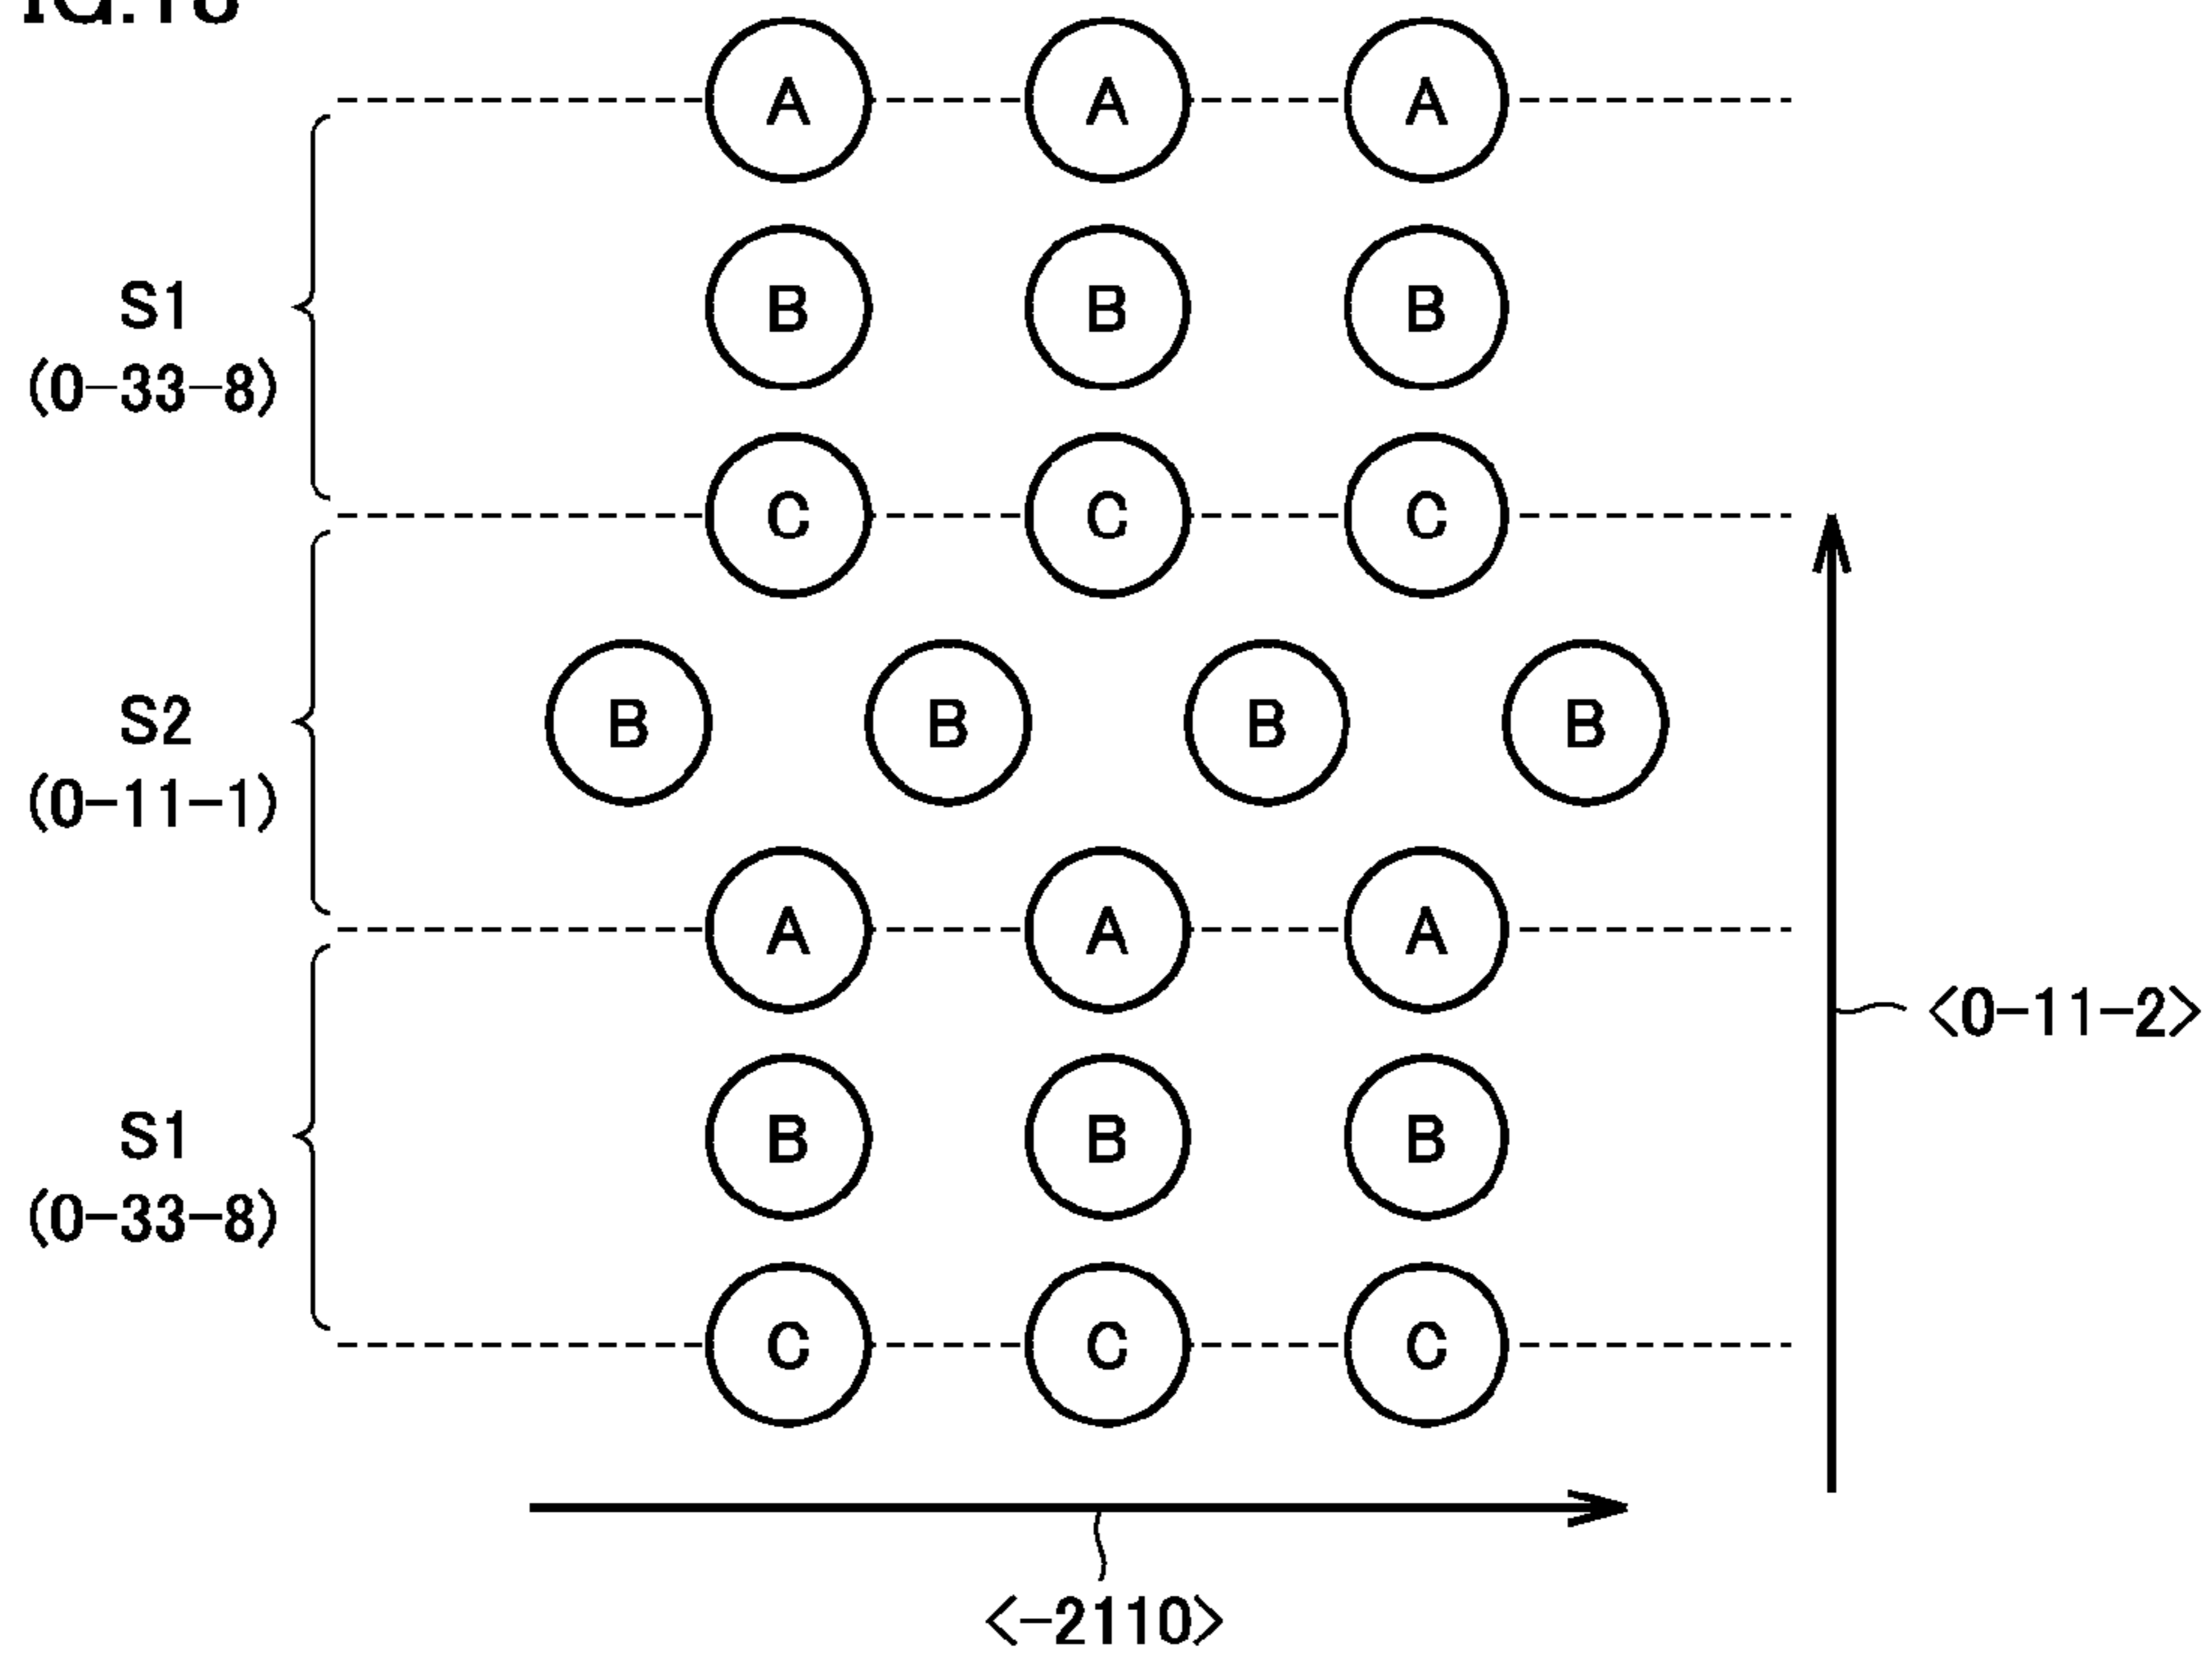 A A A
B B B
S1
(0-33-8)
C C C
B B B B
S2
(0-11-1)
A A A
<0-11-2>
B B B
S1
(0-33-8)
C C C
<-2110>